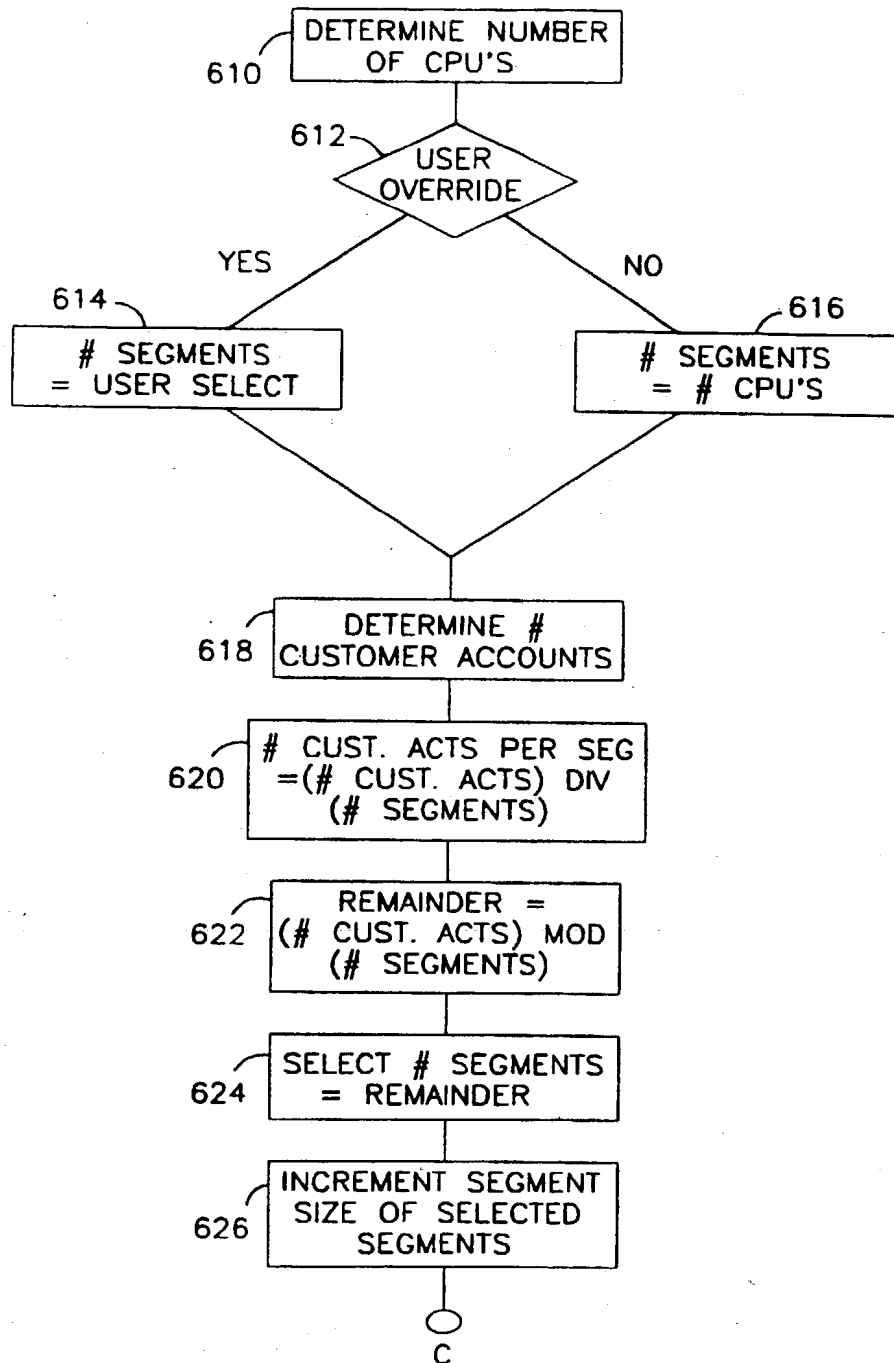 DETERMINE NUMBER
OF CPU'S
610
612
USER
OVERRIDE
YES
NO
614
616
# SEGMENTS
= USER SELECT
# SEGMENTS
= # CPU'S
DETERMINE #
CUSTOMER ACCOUNTS
618
# CUST. ACTS PER SEG
=(# CUST. ACTS) DIV
(# SEGMENTS)
620
REMAINDER =
(# CUST. ACTS) MOD
(# SEGMENTS)
622
SELECT # SEGMENTS
= REMAINDER
624
INCREMENT SEGMENT
SIZE OF SELECTED
SEGMENTS
626
C